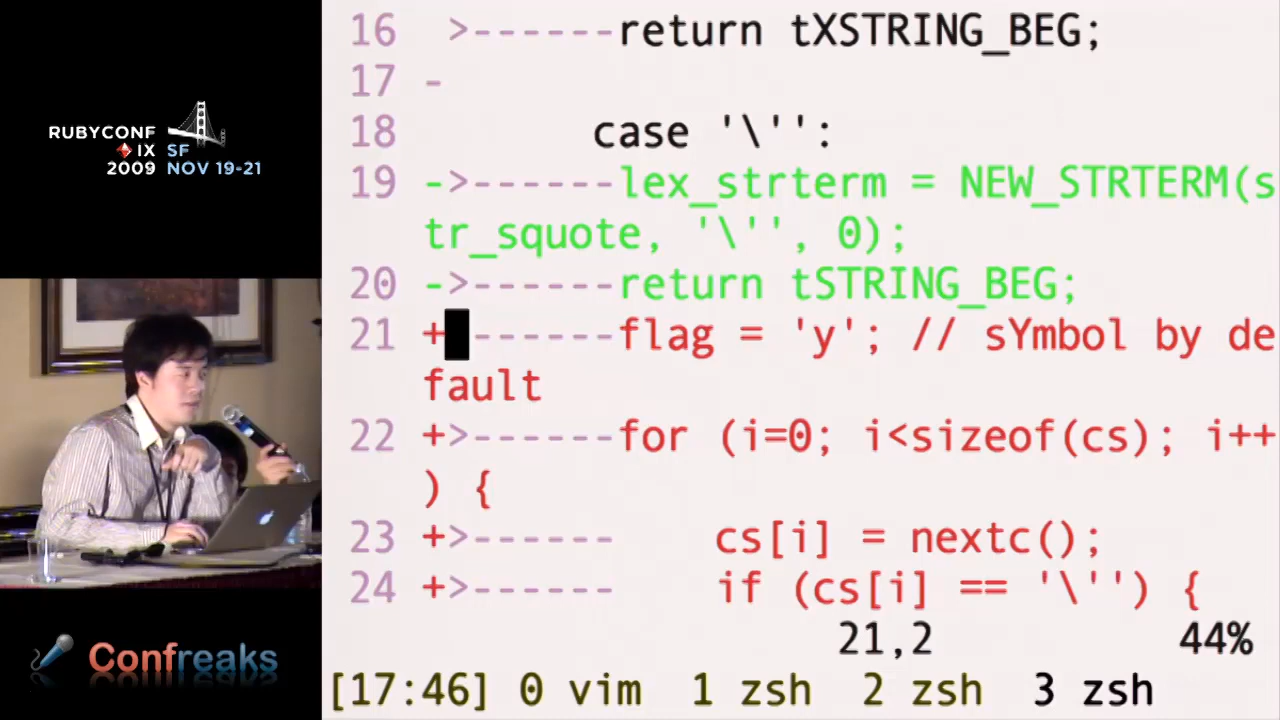 RUBYCONF
IX SF
2009 NOV 19-21
16  >------return tXSTRING_BEG;
17 -
18       case '\'':
19 ->------lex_strterm = NEW_STRTERM(s
tr_squote, '\'', 0);
20 ->------return tSTRING_BEG;
21 + ------flag = 'y'; // sYmbol by de
fault
22 +>------for (i=0; i<sizeof(cs); i++
) {
23 +>------    cs[i] = nextc();
24 +>------    if (cs[i] == '\'') {
21,2 44%
[17:46] 0 vim 1 zsh 2 zsh 3 zsh
Confreaks